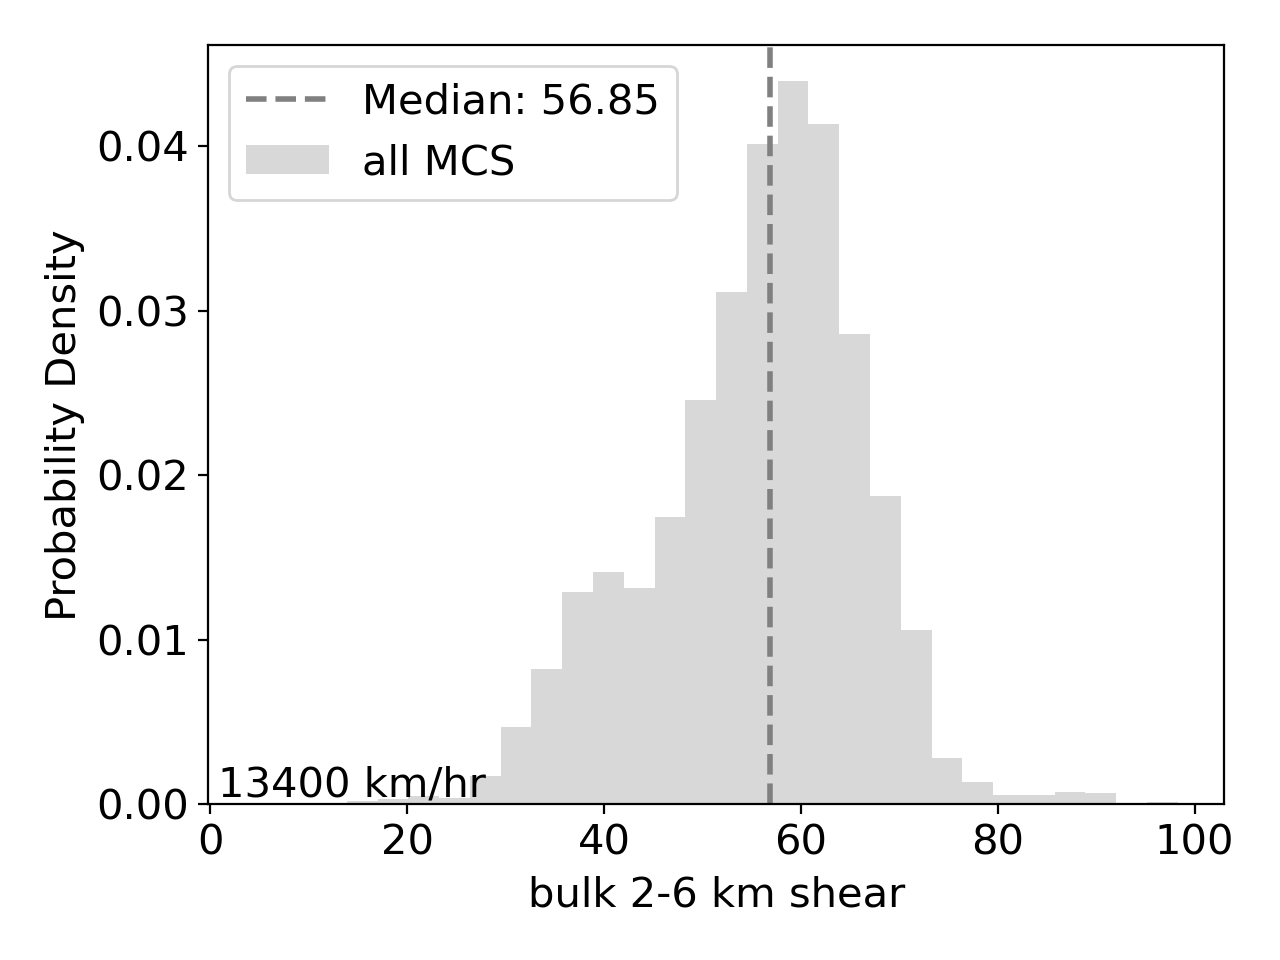 Median: 56.85
all MCS
0.04
0.03
0.02
0.01
0.00
Probability Density
13400 km/hr
0 20 40 60 80 100
bulk 2-6 km shear